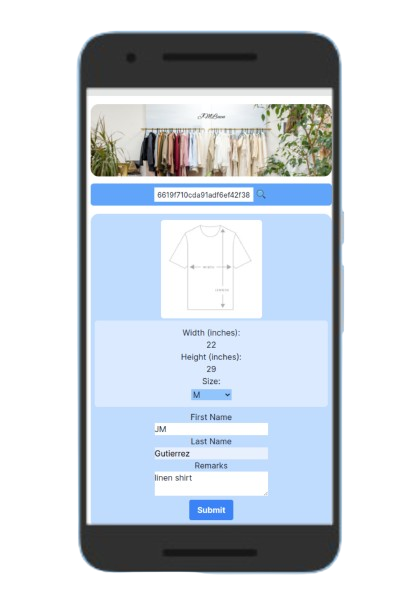 JMLinen
6619f710cda91adf6ef42f38
Width (inches):
22
Height (inches):
29
Size:
M
First Name
JM
Last Name
Gutierrez
Remarks
linen shirt
Submit